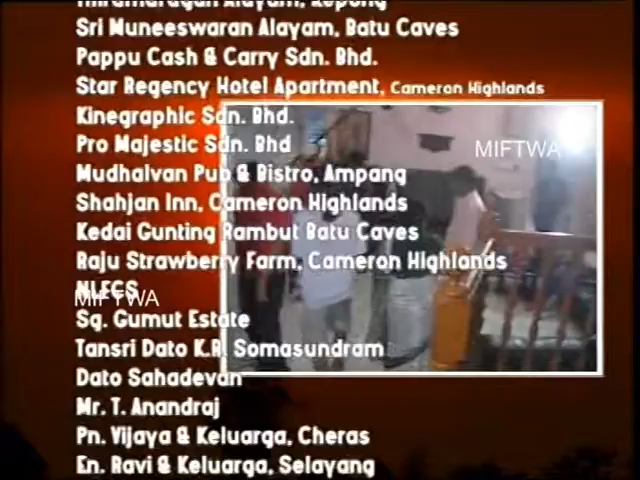 Sri Muneeswaran Alayam, Batu Caves
Pappu Cash & Carry Sdn. Bhd.
Star Regency Hotel Apartment, Cameron Highlands
Kinegraphic Sdn. Bhd.
Pro Majestic Sdn. Bhd
MIFTWA
Mudhalvan Pub & Bistro, Ampang
Shahjan Inn, Cameron Highlands
Kedai Gunting Rambut Batu Caves
Raju Strawberry Farm, Cameron Highlands
NLFCS
MIFTWA
Sg. Gumut Estate
Tansri Dato K.R. Somasundram
Dato Sahadevan
Mr. T. Anandraj
Pn. Vijaya & Keluarga, Cheras
En. Ravi & Keluarga, Selayang